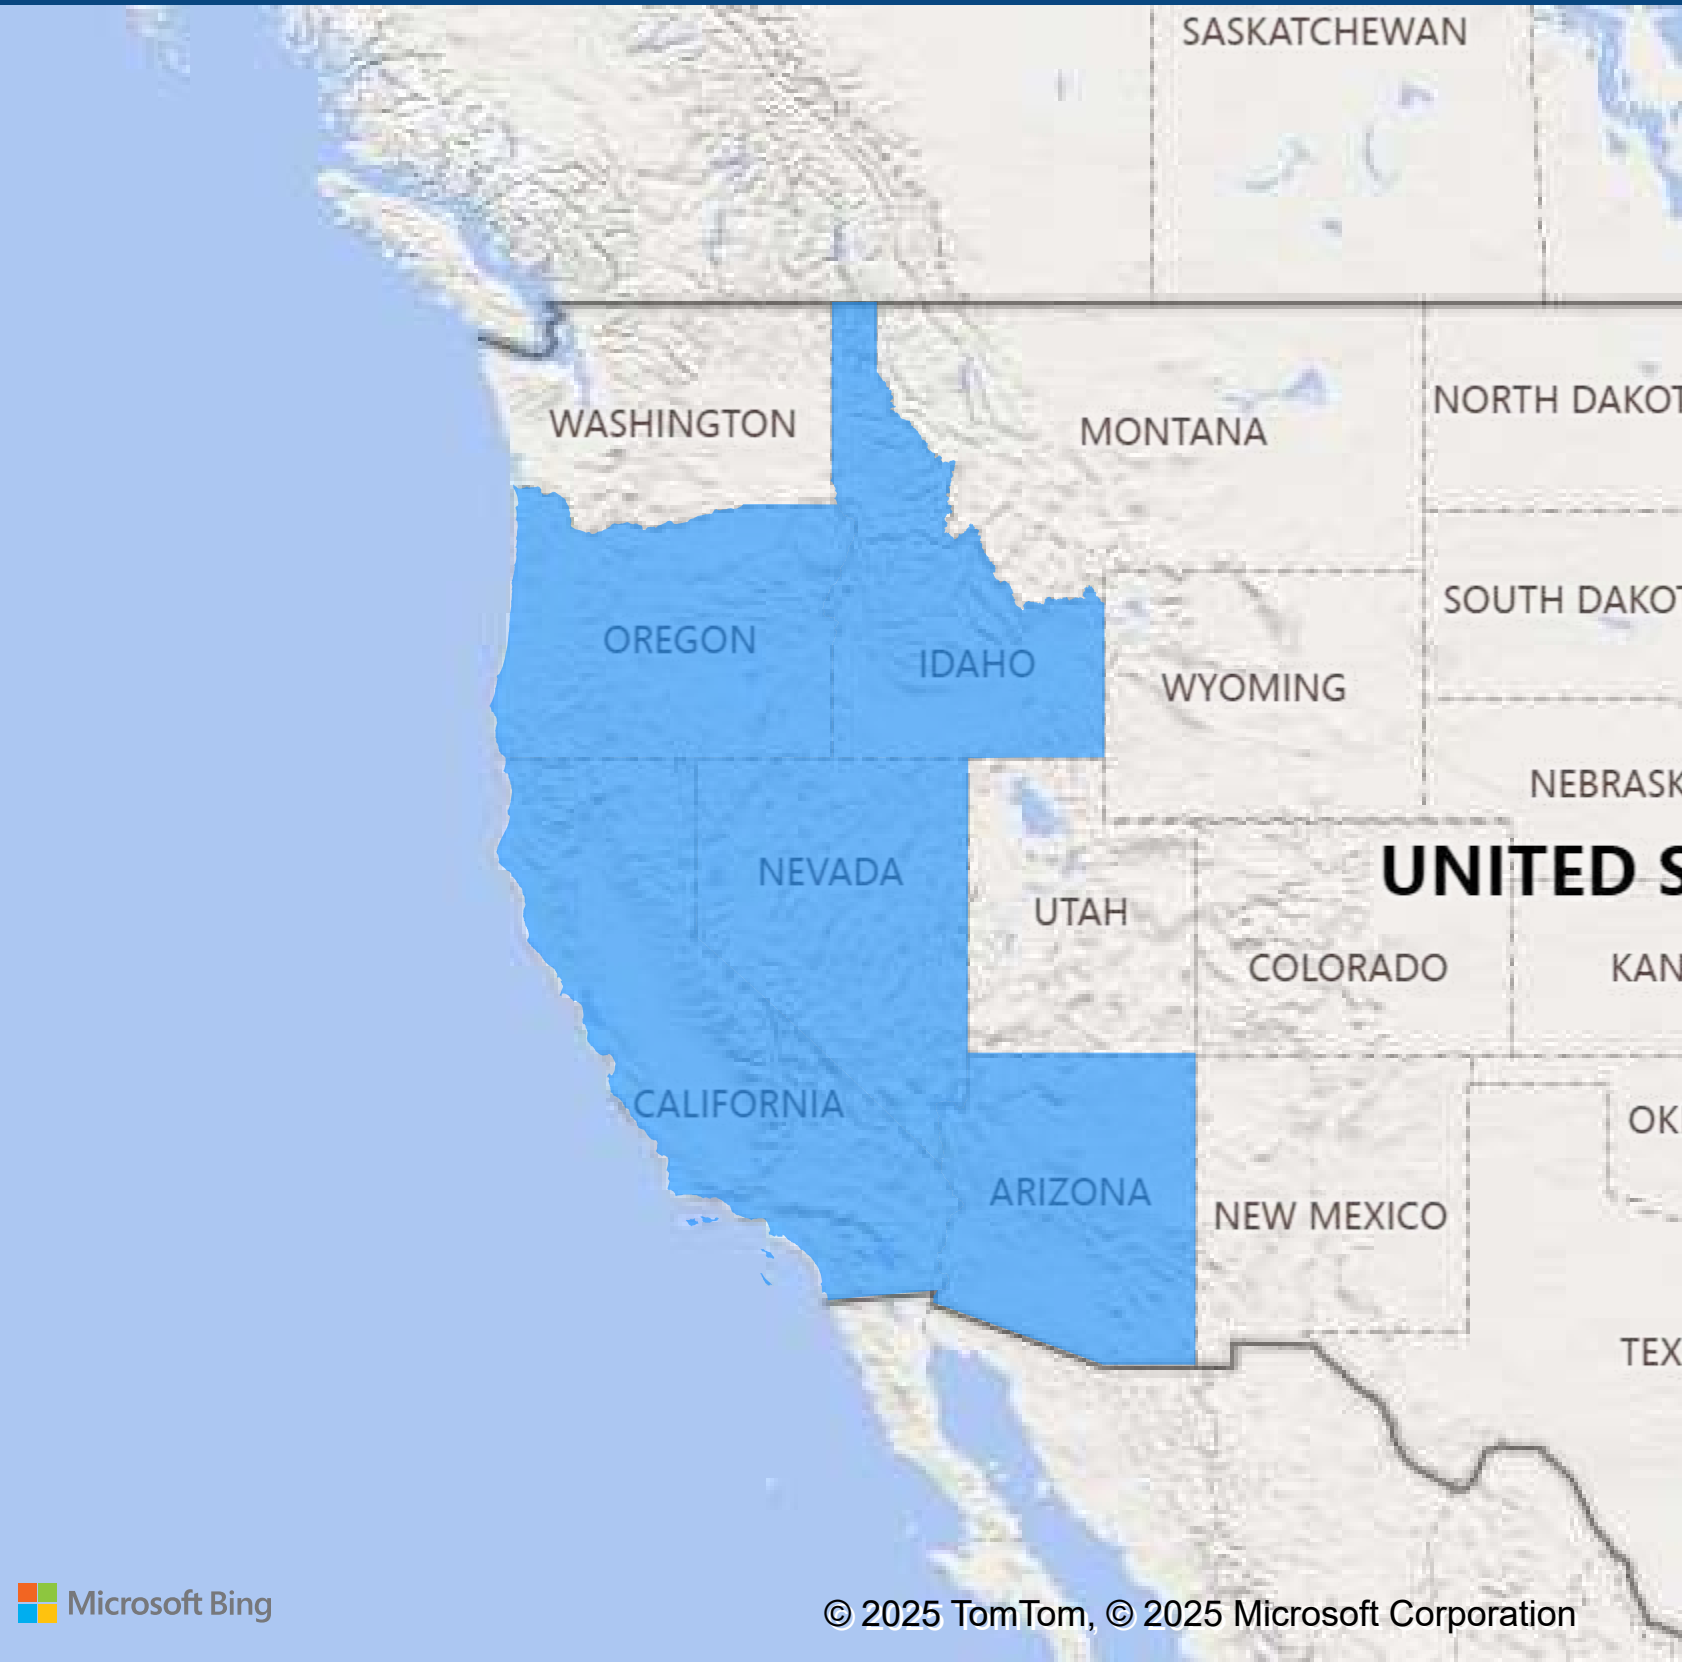 SASKATCHEWAN
WASHINGTON
MONTANA
NORTH DAKOT
OREGON
IDAHO
WYOMING
SOUTH DAKOT
NEBRASK
NEVADA
UNITED S
UTAH
COLORADO
KAN
CALIFORNIA
OK
ARIZONA
NEW MEXICO
TEX
Microsoft Bing
© 2025 TomTom, © 2025 Microsoft Corporation